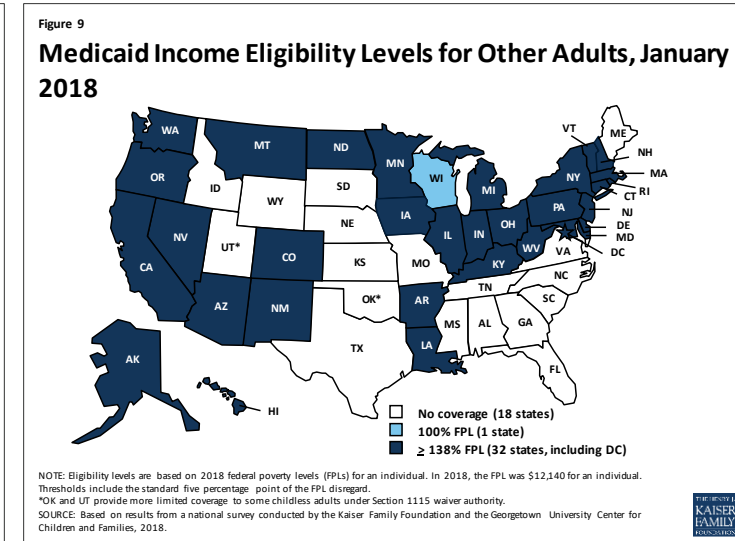 Figure 9
Medicaid Income Eligibility Levels for Other Adults, January
2018
WA
MT
ND
MN
VT
ME
NH
OR
ID
WY
SD
WI
MI
NY
MA
RI
CT
NV
UT*
CO
NE
IA
IL
IN
OH
PA
NJ
DE
MD
DC
CA
AZ
NM
KS
MO
KY
WV
VA
OK*
AR
TN
NC
SC
TX
LA
MS
AL
GA
FL
AK
HI
No coverage (18 states)
100% FPL (1 state)
> 138% FPL (32 states, including DC)
NOTE: Eligibility levels are based on 2018 federal poverty levels (FPLs) for an individual. In 2018, the FPL was $12,140 for an individual.
Thresholds include the standard five percentage point of the FPL disregard.
*OK and UT provide more limited coverage to some childless adults under Section 1115 waiver authority.
SOURCE: Based on results from a national survey conducted by the Kaiser Family Foundation and the Georgetown University Center for
Children and Families, 2018.
THE HENRY J.
KAISER
FAMILY
FOUNDATION